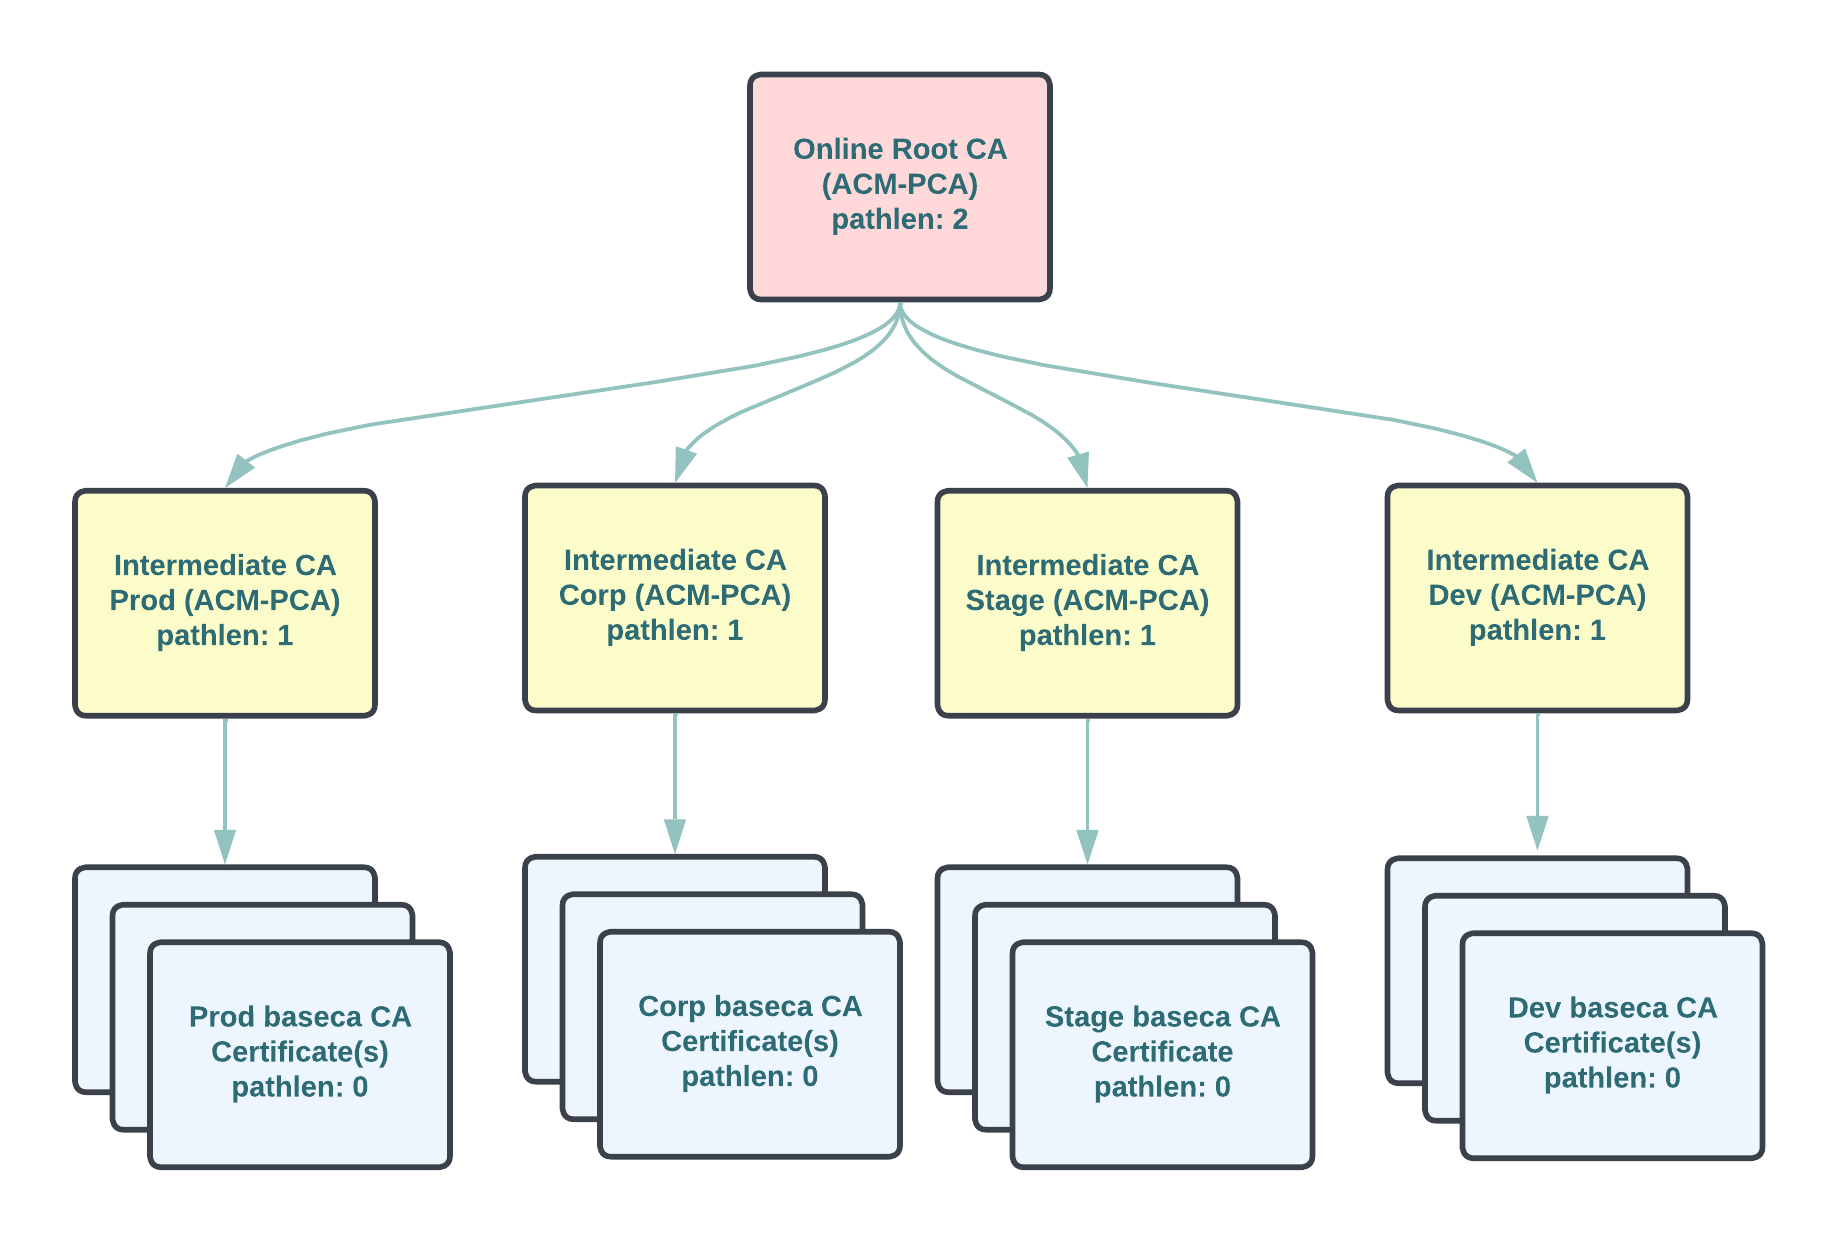 Online Root CA
(ACM-PCA)
pathlen: 2
Intermediate CA
Prod (ACM-PCA)
pathlen: 1
Intermediate CA
Corp (ACM-PCA)
pathlen: 1
Intermediate CA
Stage (ACM-PCA)
pathlen: 1
Intermediate CA
Dev (ACM-PCA)
pathlen: 1
Prod baseca CA
Certificate(s)
pathlen: 0
Corp baseca CA
Certificate(s)
pathlen: 0
Stage baseca CA
Certificate
pathlen: 0
Dev baseca CA
Certificate(s)
pathlen: 0